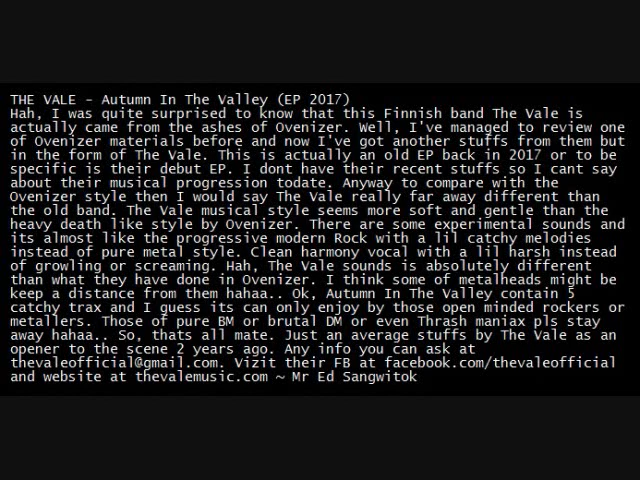 THE VALE - Autumn In The Valley (EP 2017)
Hah, I was quite surprised to know that this Finnish band The Vale is
actually came from the ashes of Ovenizer. Well, I've managed to review one
of Ovenizer materials before and now I've got another stuffs from them but
in the form of The Vale. This is actually an old EP back in 2017 or to be
specific is their debut EP. I dont have their recent stuffs so I cant say
about their musical progression todate. Anyway to compare with the
Ovenizer style then I would say The Vale really far away different than
the old band. The Vale musical style seems more soft and gentle than the
heavy death like style by Ovenizer. There are some experimental sounds and
its almost like the progressive modern Rock with a lil catchy melodies
instead of pure metal style. Clean harmony vocal with a lil harsh instead
of growling or screaming. Hah, The Vale sounds is absolutely different
than what they have done in Ovenizer. I think some of metalheads might be
keep a distance from them hahaa.. Ok, Autumn In The Valley contain 5
catchy trax and I guess its can only enjoy by those open minded rockers or
metallers. Those of pure BM or brutal DM or even Thrash maniax pls stay
away hahaa.. So, thats all mate. Just an average stuffs by The Vale as an
opener to the scene 2 years ago. Any info you can ask at
thevaleofficial@gmail.com. Vizit their FB at facebook.com/thevaleofficial
and website at thevalemusic.com ~ Mr Ed Sangwitok